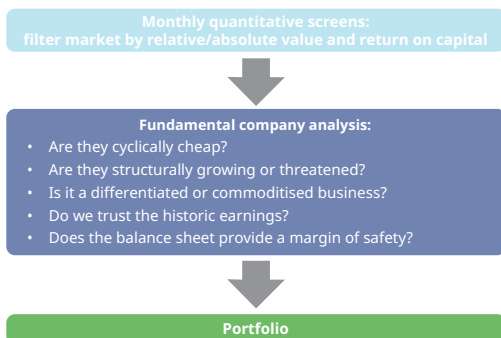 Monthly quantitative screens:
filter market by relative/absolute value and return on capital
Fundamental company analysis:
• Are they cyclically cheap?
• Are they structurally growing or threatened?
• Is it a differentiated or commoditised business?
• Do we trust the historic earnings?
• Does the balance sheet provide a margin of safety?
Portfolio